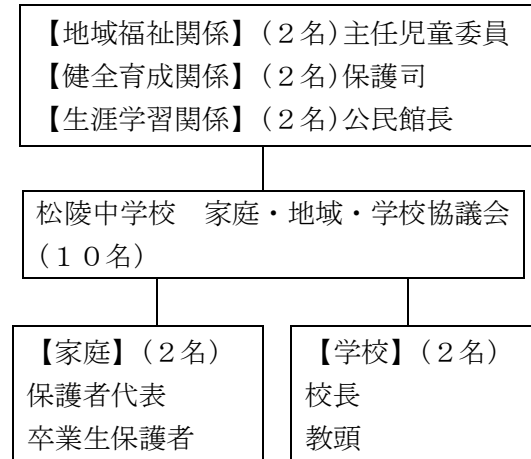 【地域福祉関係】(２名)主任児童委員
【健全育成関係】(２名)保護司
【生涯学習関係】(２名)公民館長
松陵中学校　家庭・地域・学校協議会
(１０名)
【家庭】(２名)
保護者代表
卒業生保護者
【学校】(２名)
校長
教頭